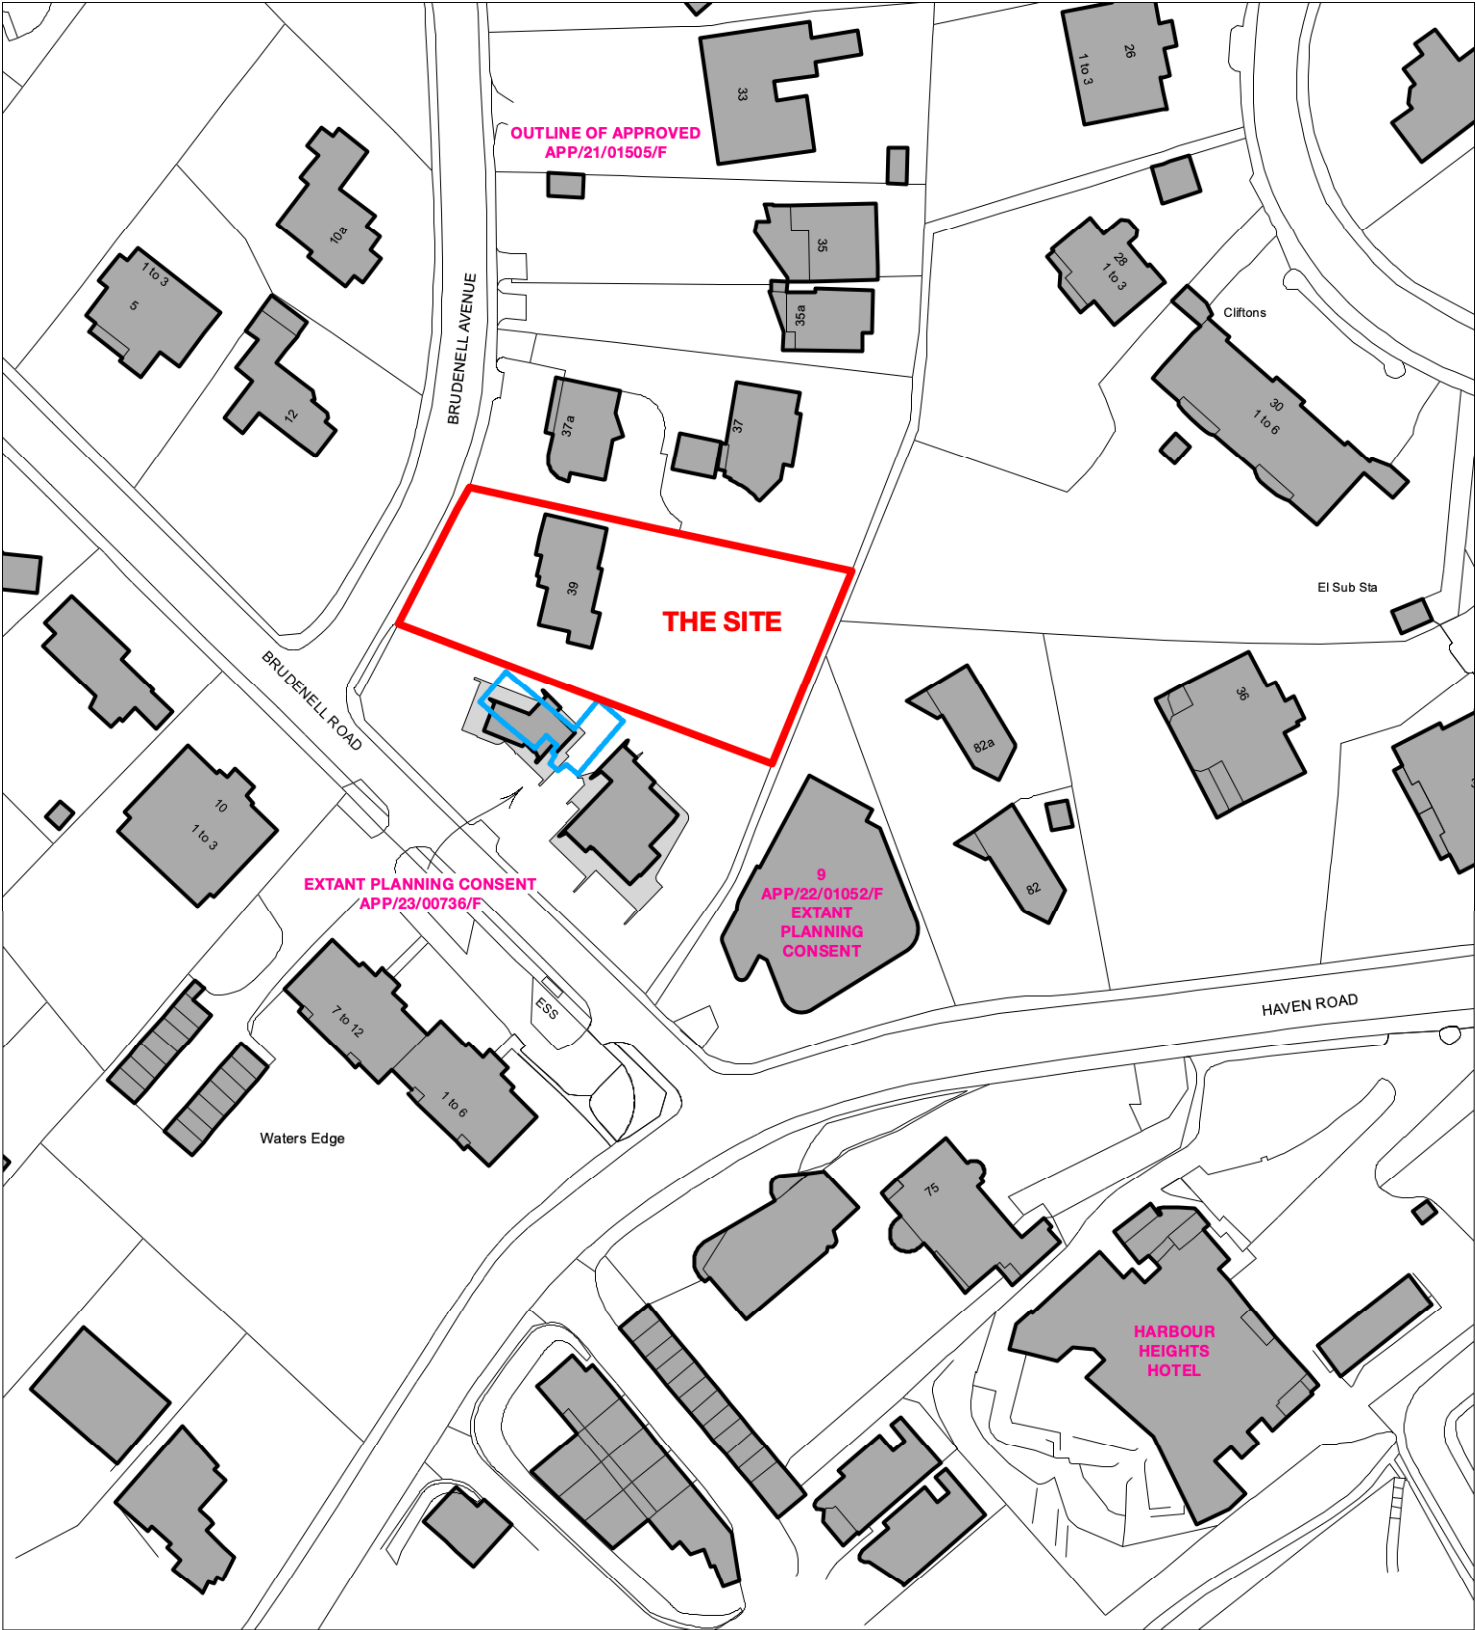 33
26
1 to 3
OUTLINE OF APPROVED
APP/21/01505/F
10a
35
1 to 3
5
28
1 to 3
35a
Cliftons
BRUDENELL AVENUE
12
37a
37
30
1 to 6
39
THE SITE
El Sub Sta
BRUDENELL ROAD
82a
36
10
1 to 3
9
APP/22/01052/F
EXTANT
PLANNING
CONSENT
82
EXTANT PLANNING CONSENT
APP/23/00736/F
ESS
HAVEN ROAD
7 to 12
1 to 6
Waters Edge
75
HARBOUR
HEIGHTS
HOTEL